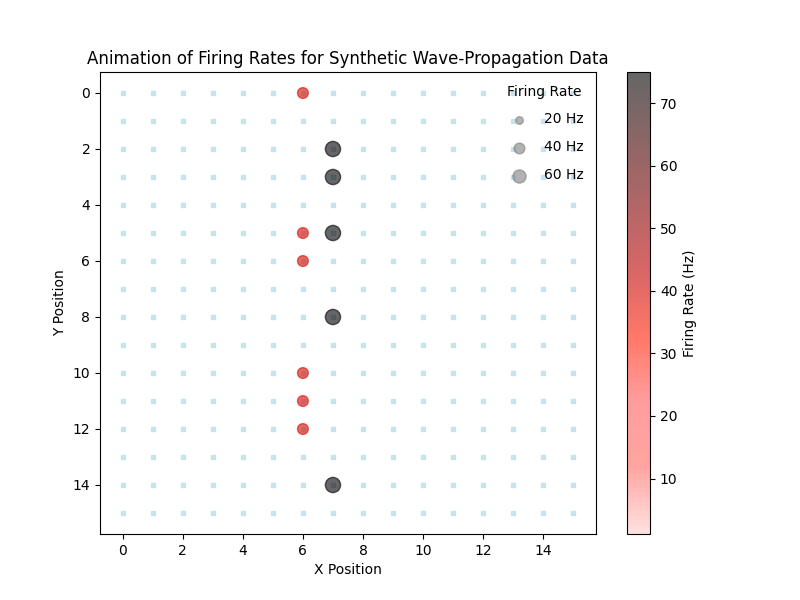 Animation of Firing Rates for Synthetic Wave-Propagation Data
Firing Rate
20 Hz
40 Hz
60 Hz
0
2
4
6
8
10
12
14
Y Position
0 2 4 6 8 10 12 14
X Position
70
60
50
40
30
20
10
Firing Rate (Hz)